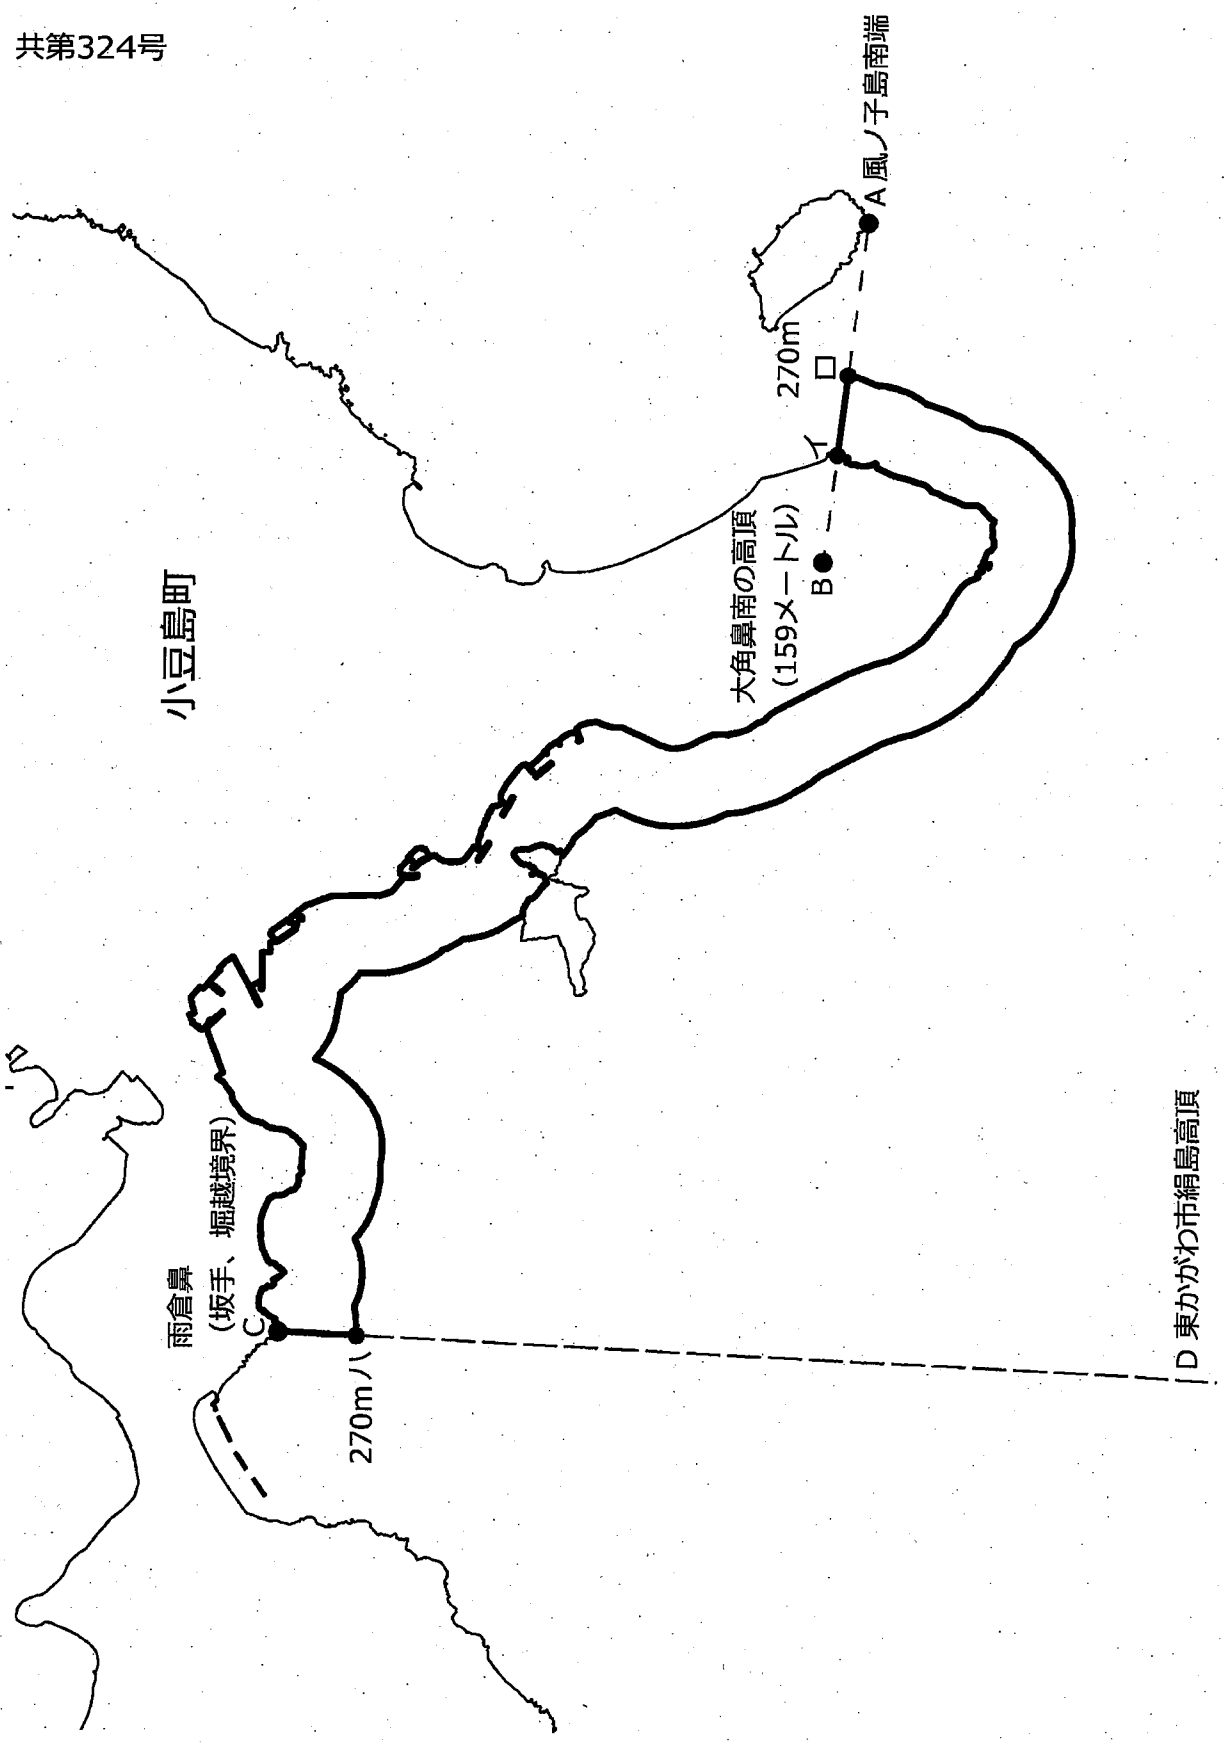 共第324号
小豆島町
雨倉鼻
(坂手、堀越境界)
C
270m ハ
大角鼻南の高頂
(159メートル)
B
イ
270m
ロ
A 風ノ子島南端
D 東かがわ市絹島高頂